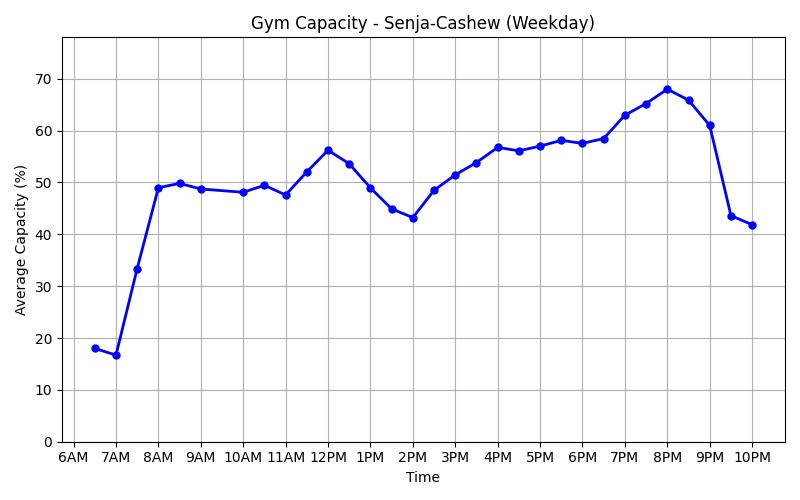 Gym Capacity - Senja-Cashew (Weekday)
Average Capacity (%)
70
60
50
40
30
20
10
0
6AM 7AM 8AM 9AM 10AM 11AM 12PM 1PM 2PM 3PM 4PM 5PM 6PM 7PM 8PM 9PM 10PM
Time